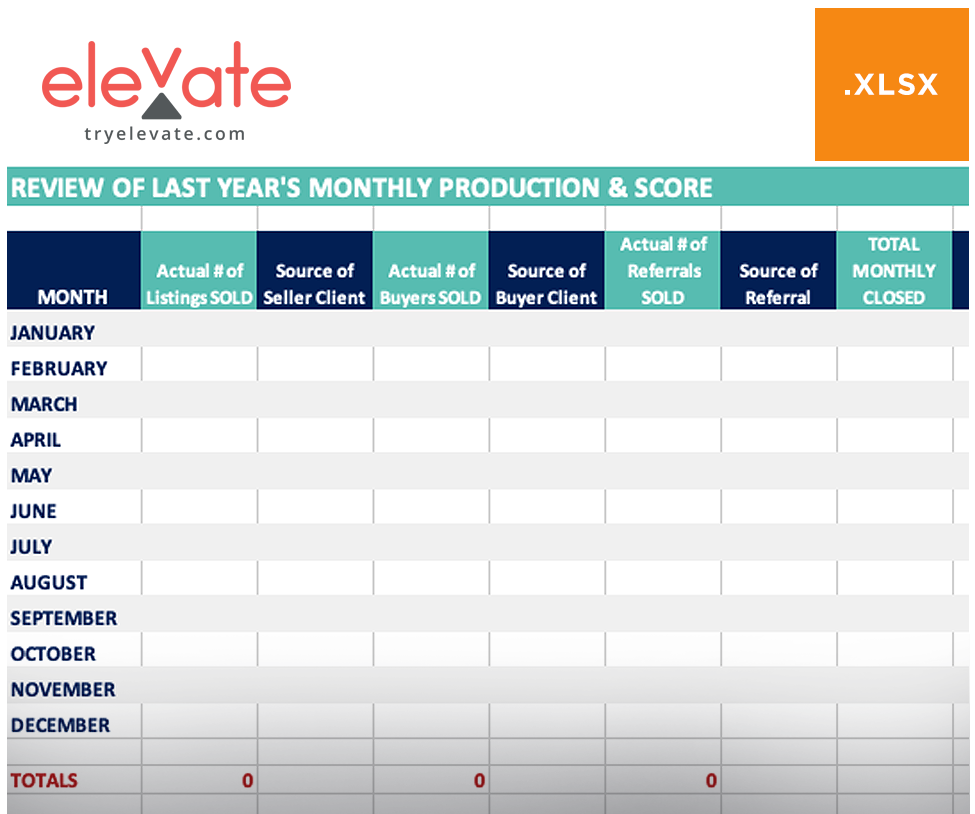 elevate
tryelevate.com
.XLSX
REVIEW OF LAST YEAR'S MONTHLY PRODUCTION & SCORE
MONTH
Actual # of
Listings SOLD
Source of
Seller Client
Actual # of
Buyers SOLD
Source of
Buyer Client
Actual # of
Referrals
SOLD
Source of
Referral
TOTAL
MONTHLY
CLOSED
JANUARY
FEBRUARY
MARCH
APRIL
MAY
JUNE
JULY
AUGUST
SEPTEMBER
OCTOBER
NOVEMBER
DECEMBER
TOTALS 0 0 0